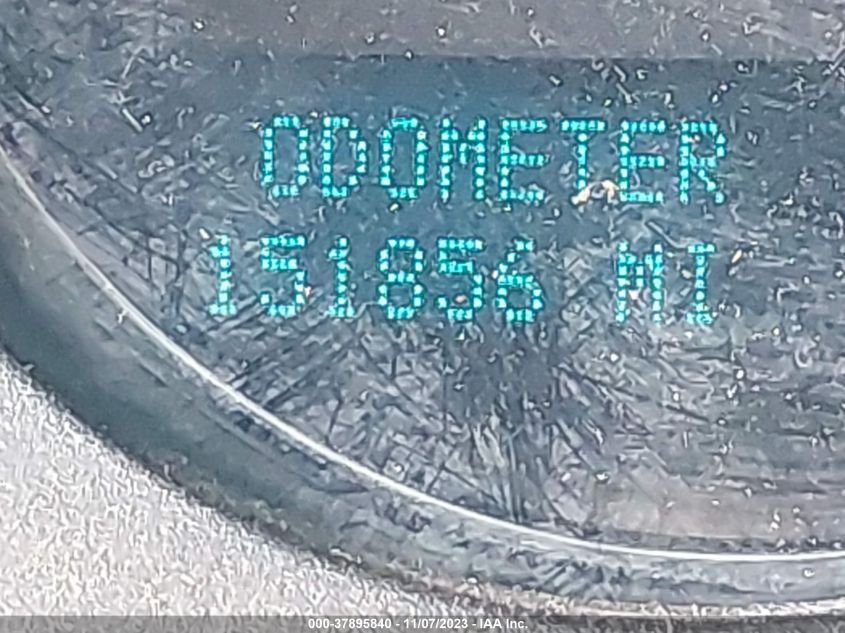 ODOMETER
151856 MI
000-37895840 - 11/07/2023 - IAA Inc.